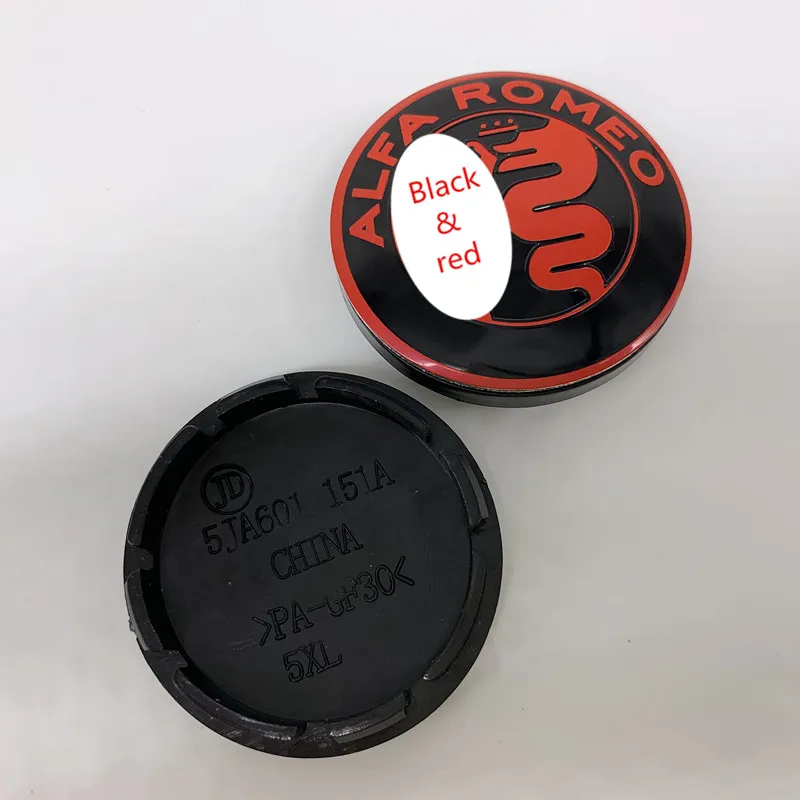 ALFA ROMEO
Black
&
red
JD
5JA601 151A
CHINA
>PA-GF30<
5XL